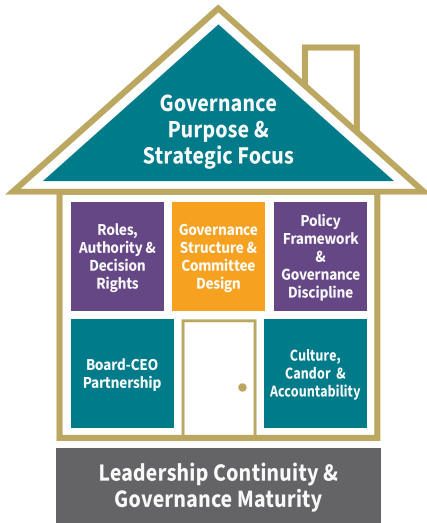 Governance
Purpose &
Strategic Focus
Roles,
Authority &
Decision
Rights
Governance
Structure &
Committee
Design
Policy
Framework
&
Governance
Discipline
Board-CEO
Partnership
Culture,
Candor &
Accountability
Leadership Continuity &
Governance Maturity